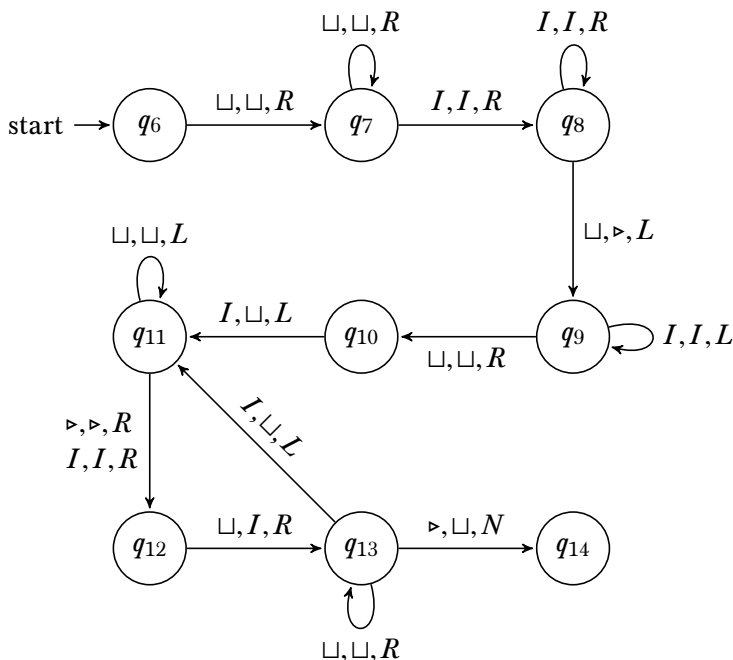 ⊔, ⊔, R
I, I, R
start
q₆
⊔, ⊔, R
q₇
I, I, R
q₈
⊔, ▹, L
⊔, ⊔, L
q₁₁
I, ⊔, L
q₁₀
⊔, ⊔, R
q₉
I, I, L
▹, ▹, R
I, I, R
I, ⊔, L
q₁₂
⊔, I, R
q₁₃
▹, ⊔, N
q₁₄
⊔, ⊔, R